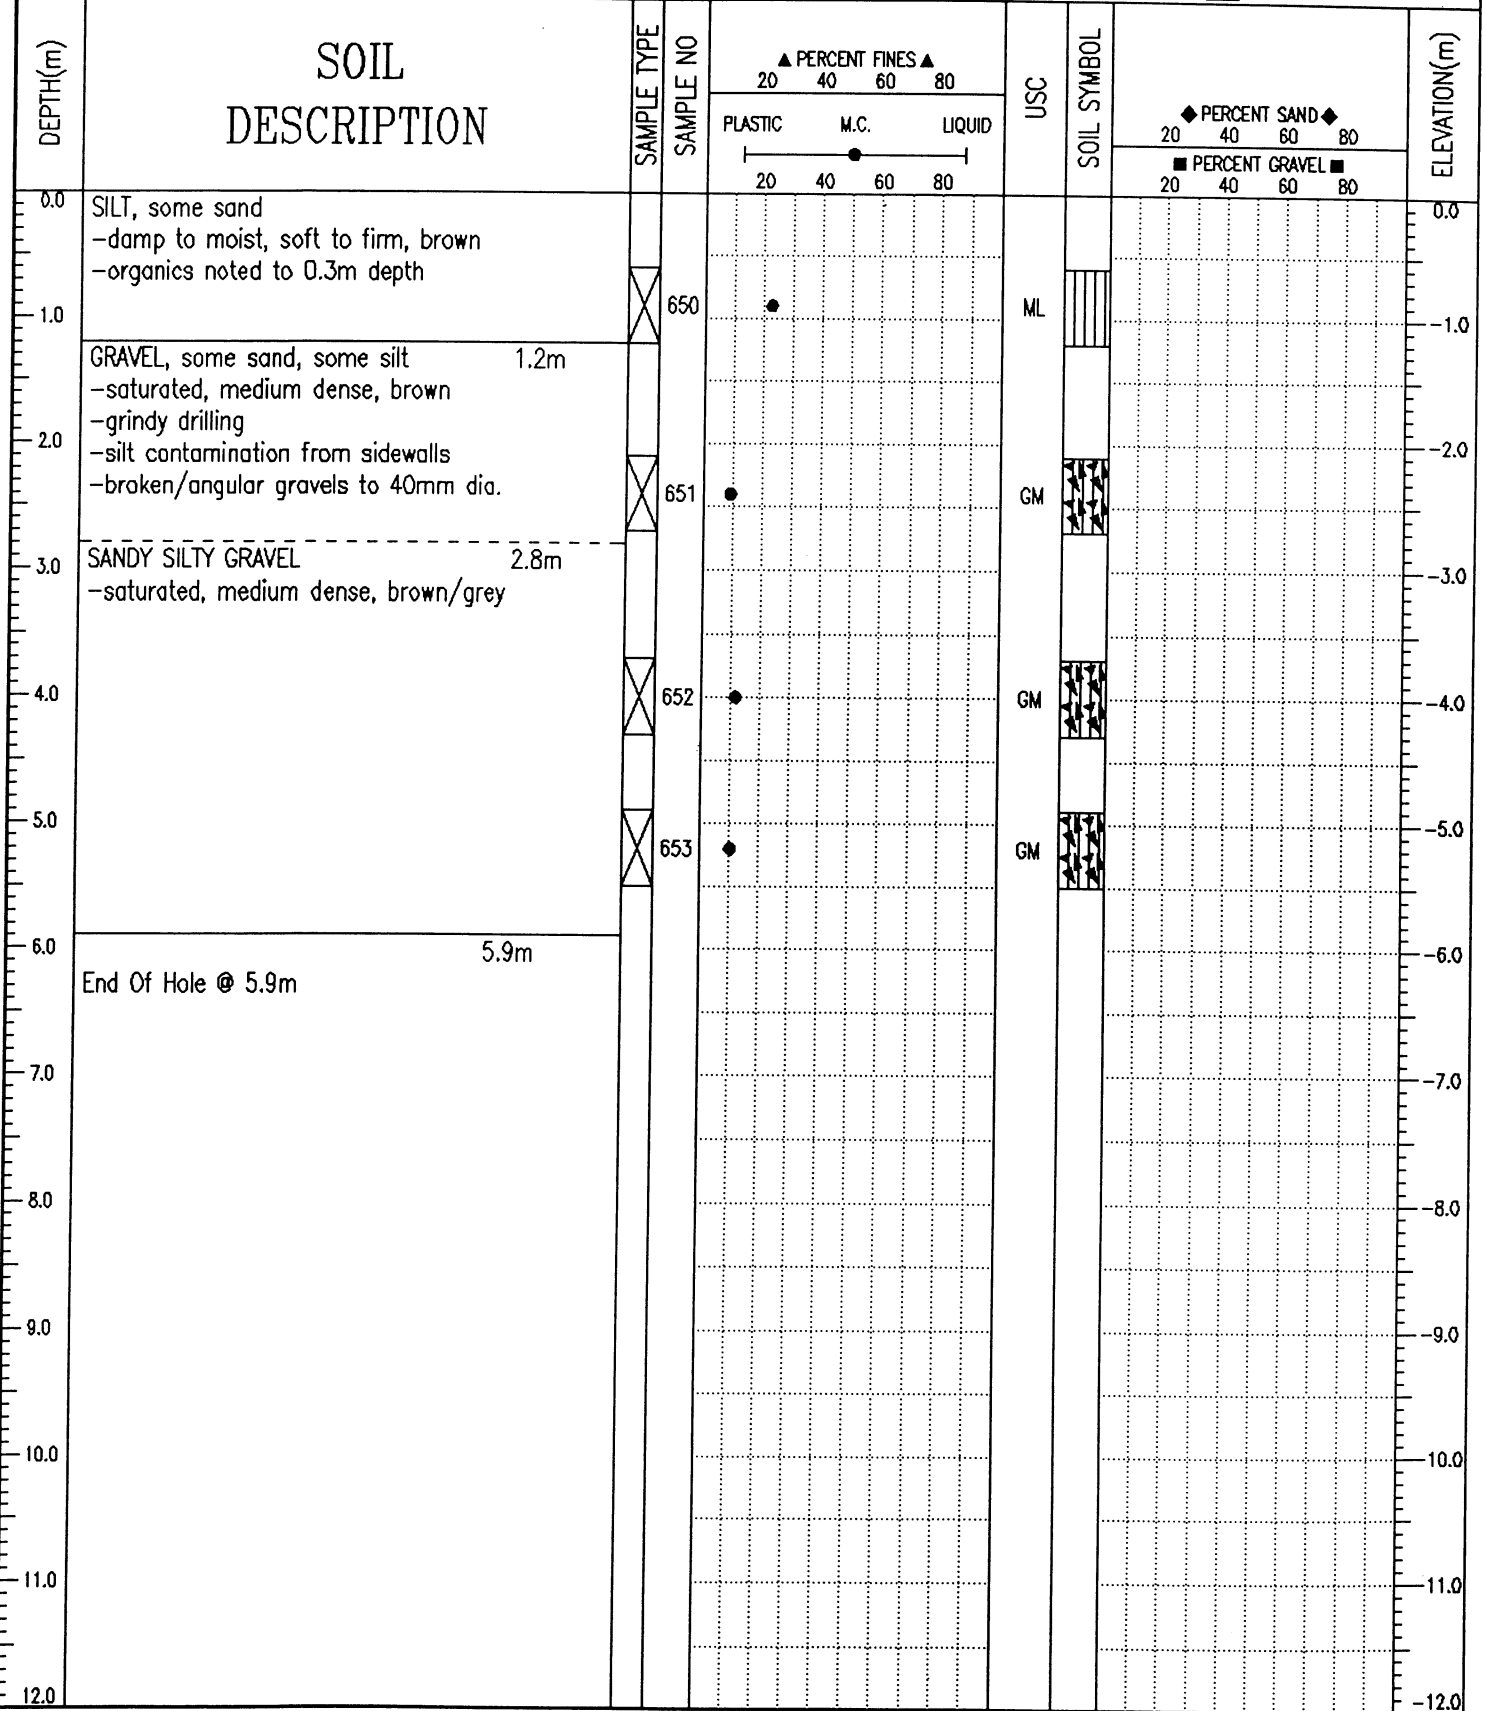 DEPTH(m)
SOIL
DESCRIPTION
SAMPLE TYPE
SAMPLE NO
▲ PERCENT FINES ▲
20 40 60 80
PLASTIC M.C. LIQUID
20 40 60 80
USC
SOIL SYMBOL
◆ PERCENT SAND ◆
20 40 60 80
■ PERCENT GRAVEL ■
20 40 60 80
ELEVATION(m)
0.0
SILT, some sand
0.0
-damp to moist, soft to firm, brown
-organics noted to 0.3m depth
650
ML
1.0
-1.0
GRAVEL, some sand, some silt 1.2m
-saturated, medium dense, brown
-grindy drilling
2.0
-2.0
-silt contamination from sidewalls
-broken/angular gravels to 40mm dia.
651
GM
SANDY SILTY GRAVEL 2.8m
3.0
-3.0
-saturated, medium dense, brown/grey
4.0
652
GM
-4.0
5.0
-5.0
653
GM
6.0
5.9m
-6.0
End Of Hole @ 5.9m
7.0
-7.0
8.0
-8.0
9.0
-9.0
10.0
-10.0
11.0
-11.0
12.0
-12.0